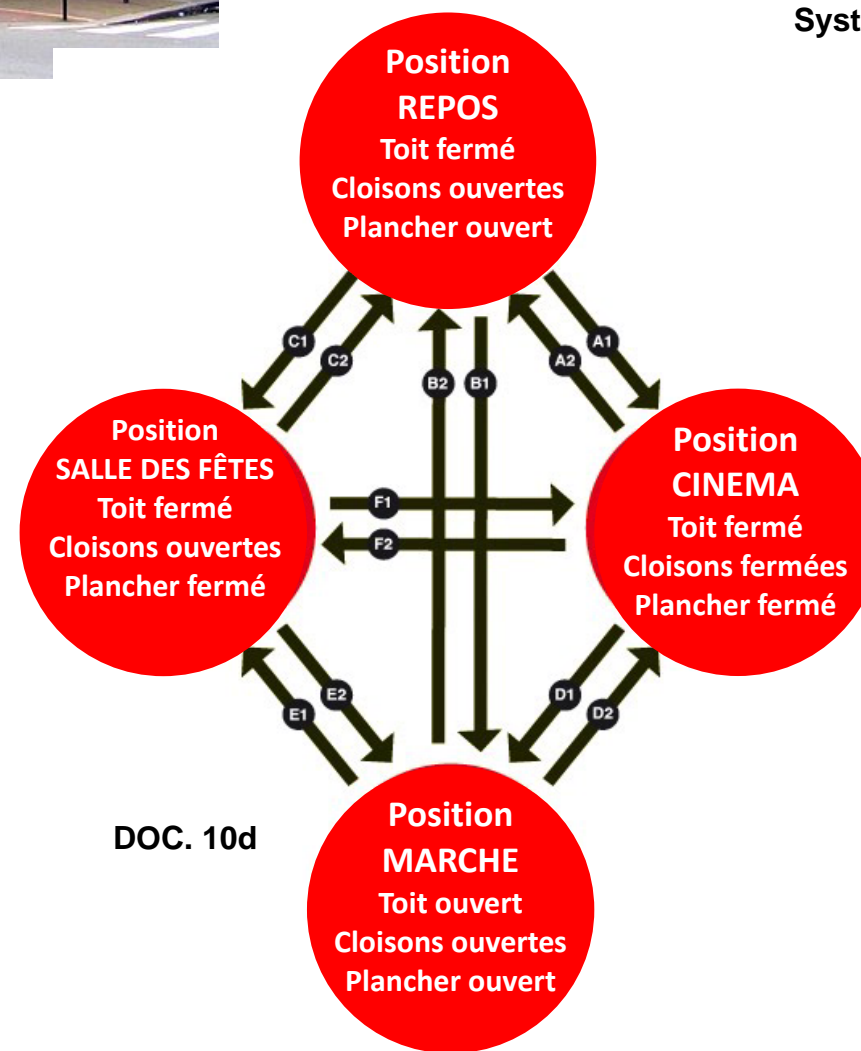 Syst
Position
REPOS
Toit fermé
Cloisons ouvertes
Plancher ouvert
C1
C2
B2
B1
A2
A1
Position
SALLE DES FÊTES
Toit fermé
Cloisons ouvertes
Plancher fermé
F1
F2
Position
CINEMA
Toit fermé
Cloisons fermées
Plancher fermé
E1
E2
D1
D2
DOC. 10d
Position
MARCHE
Toit ouvert
Cloisons ouvertes
Plancher ouvert